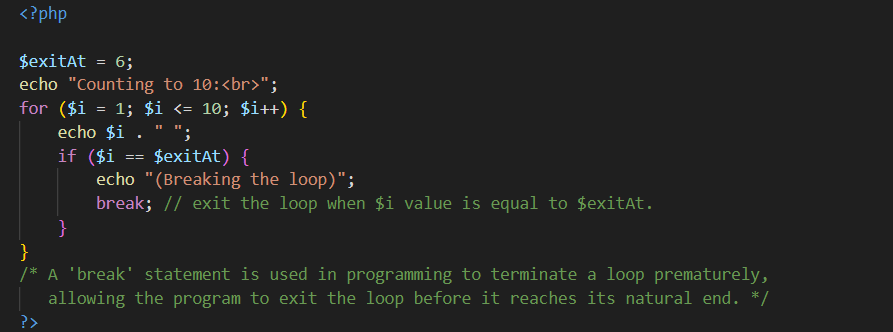 <?php
$exitAt = 6;
echo "Counting to 10:<br>";
for ($i = 1; $i <= 10; $i++) {
    echo $i . " ";
    if ($i == $exitAt) {
        echo "(Breaking the loop)";
        break; // exit the loop when $i value is equal to $exitAt.
    }
}
/* A 'break' statement is used in programming to terminate a loop prematurely,
   allowing the program to exit the loop before it reaches its natural end. */
?>